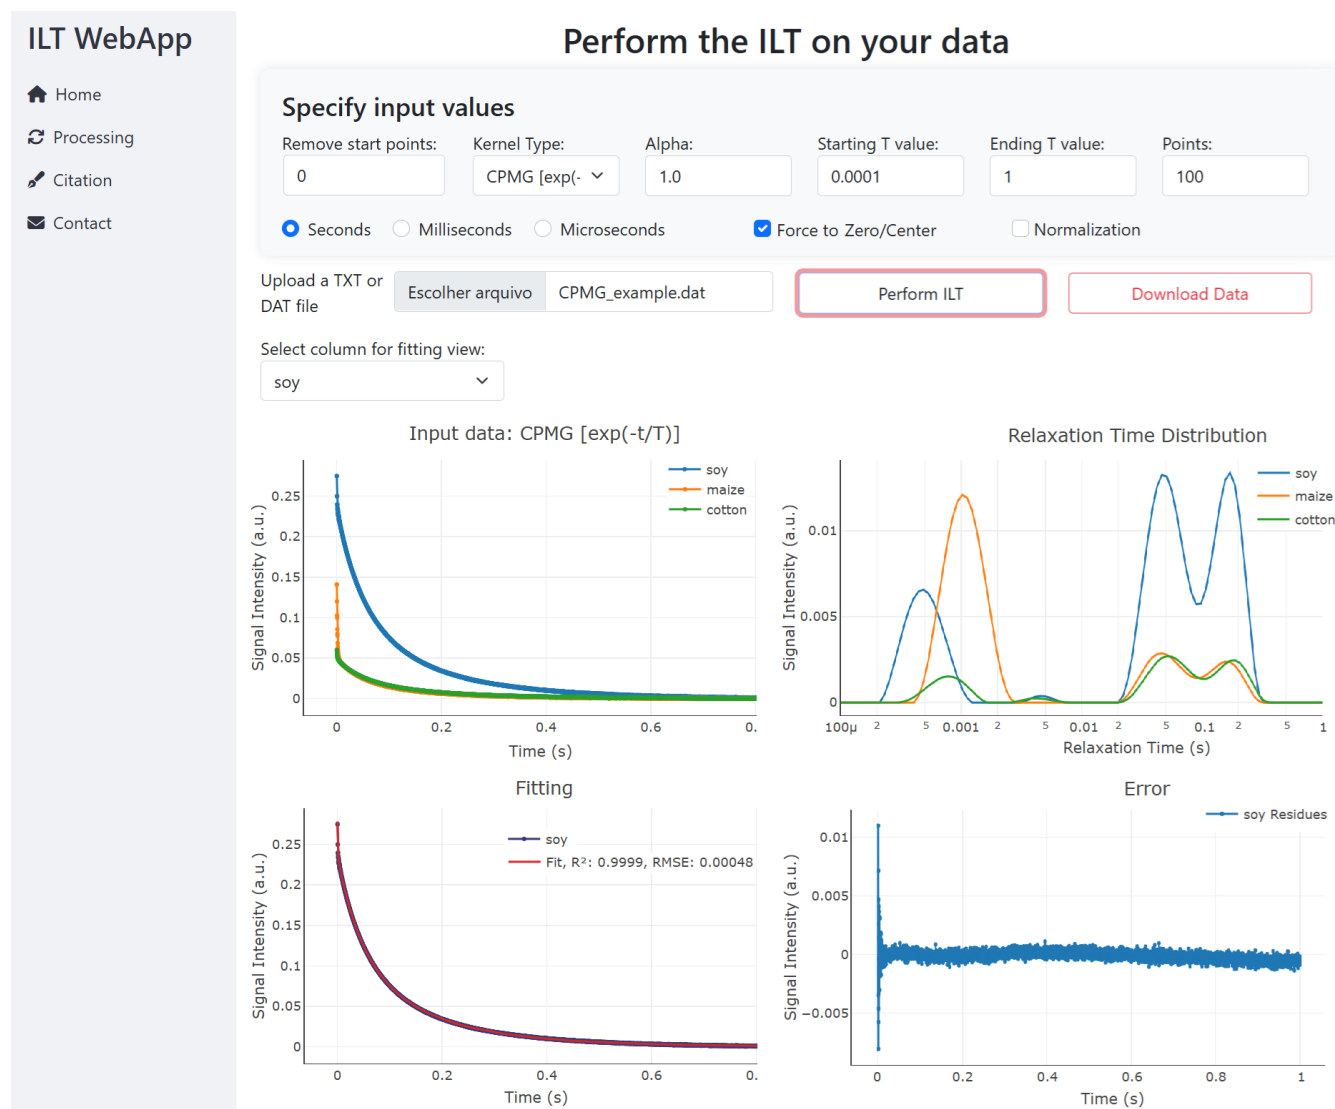 ILT WebApp
Home
Processing
Citation
Contact
Perform the ILT on your data
Specify input values
Remove start points: Kernel Type: Alpha: Starting T value: Ending T value: Points:
0 CPMG [exp(- 1.0 0.0001 1 100
Seconds Milliseconds Microseconds Force to Zero/Center Normalization
Upload a TXT or DAT file
Escolher arquivo CPMG_example.dat Perform ILT Download Data
Select column for fitting view:
soy
Input data: CPMG [exp(-t/T)]
soy
maize
cotton
Signal Intensity (a.u.)
0.25
0.2
0.15
0.1
0.05
0
0 0.2 0.4 0.6 0.
Time (s)
Relaxation Time Distribution
soy
maize
cotton
Signal Intensity (a.u.)
0.01
0.005
0
100μ 2 5 0.001 2 5 0.01 2 5 0.1 2 5 1
Relaxation Time (s)
Fitting
soy
Fit, R²: 0.9999, RMSE: 0.00048
Signal Intensity (a.u.)
0.25
0.2
0.15
0.1
0.05
0
0 0.2 0.4 0.6 0.
Time (s)
Error
soy Residues
Signal Intensity (a.u.)
0.01
0.005
0
−0.005
0 0.2 0.4 0.6 0.8 1
Time (s)